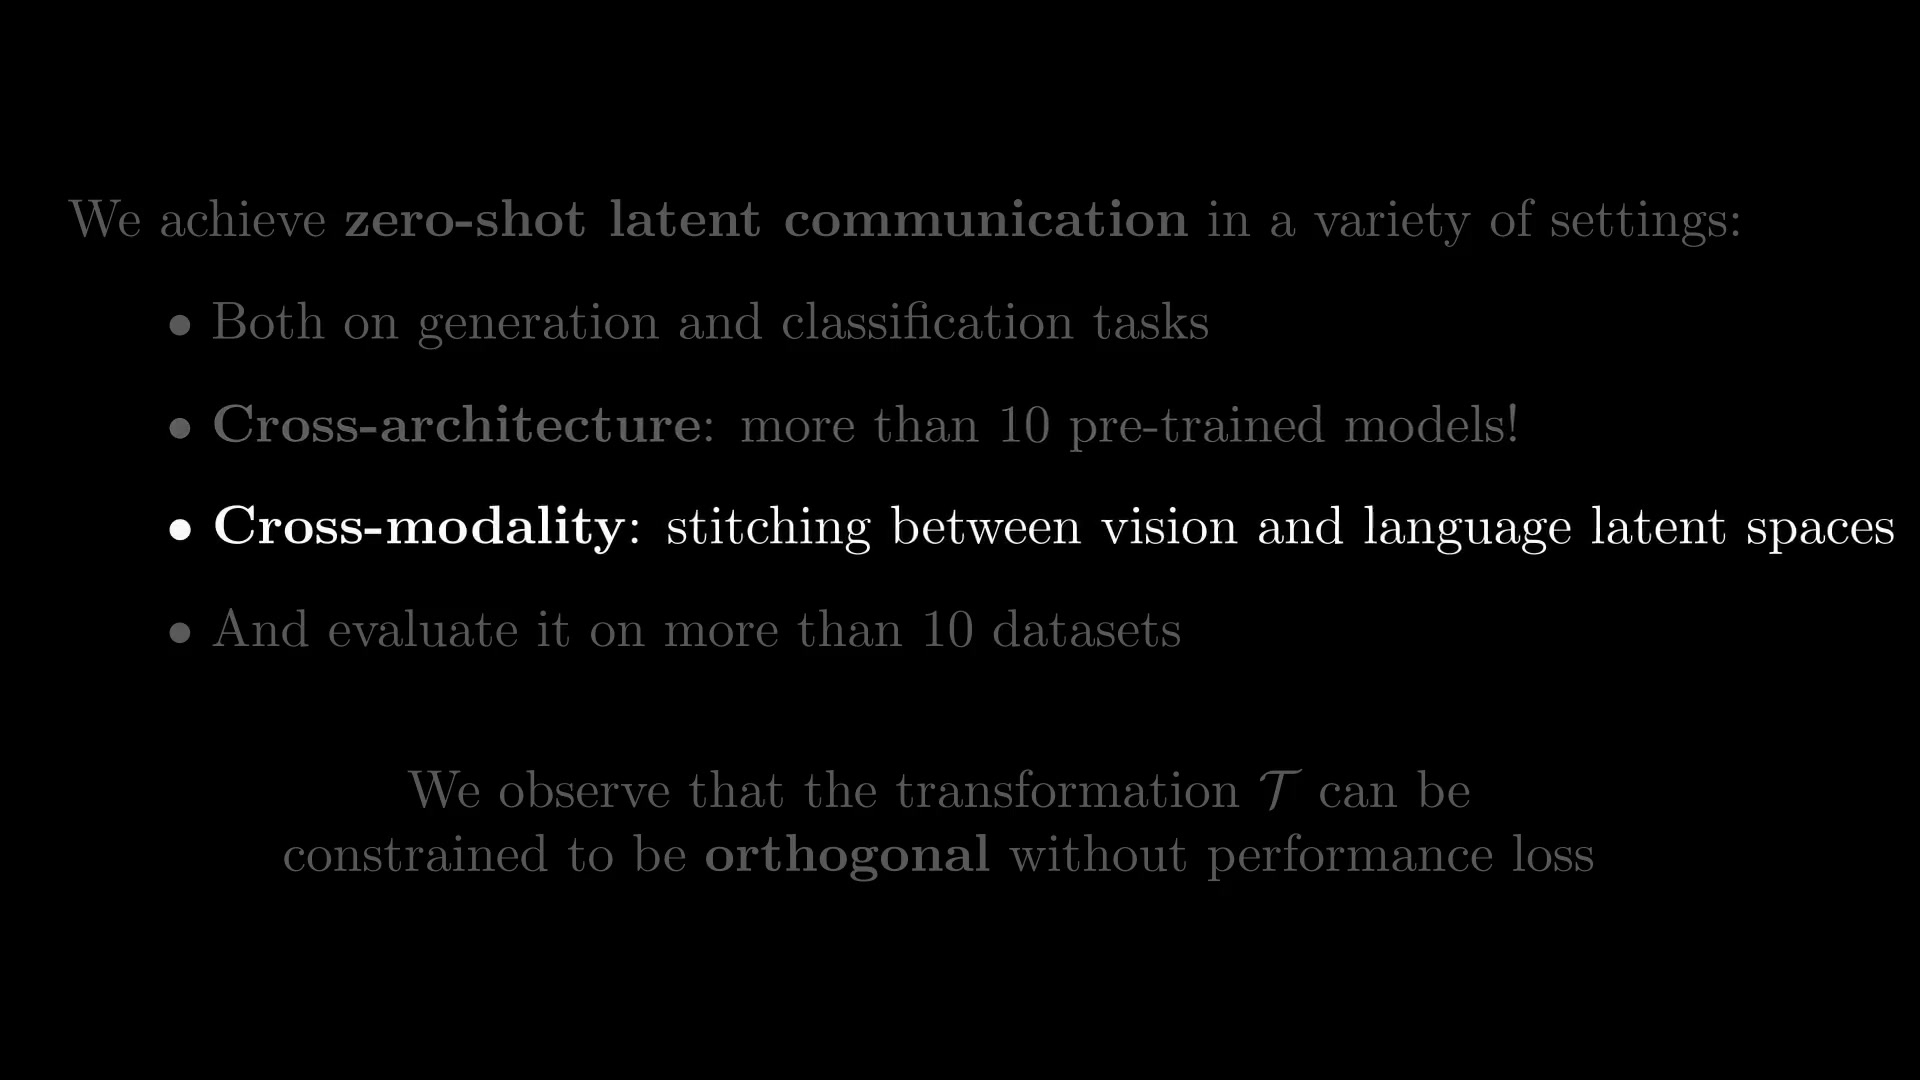 We achieve zero-shot latent communication in a variety of settings:
• Both on generation and classification tasks
• Cross-architecture: more than 10 pre-trained models!
• Cross-modality: stitching between vision and language latent spaces
• And evaluate it on more than 10 datasets
We observe that the transformation 𝒯 can be
constrained to be orthogonal without performance loss